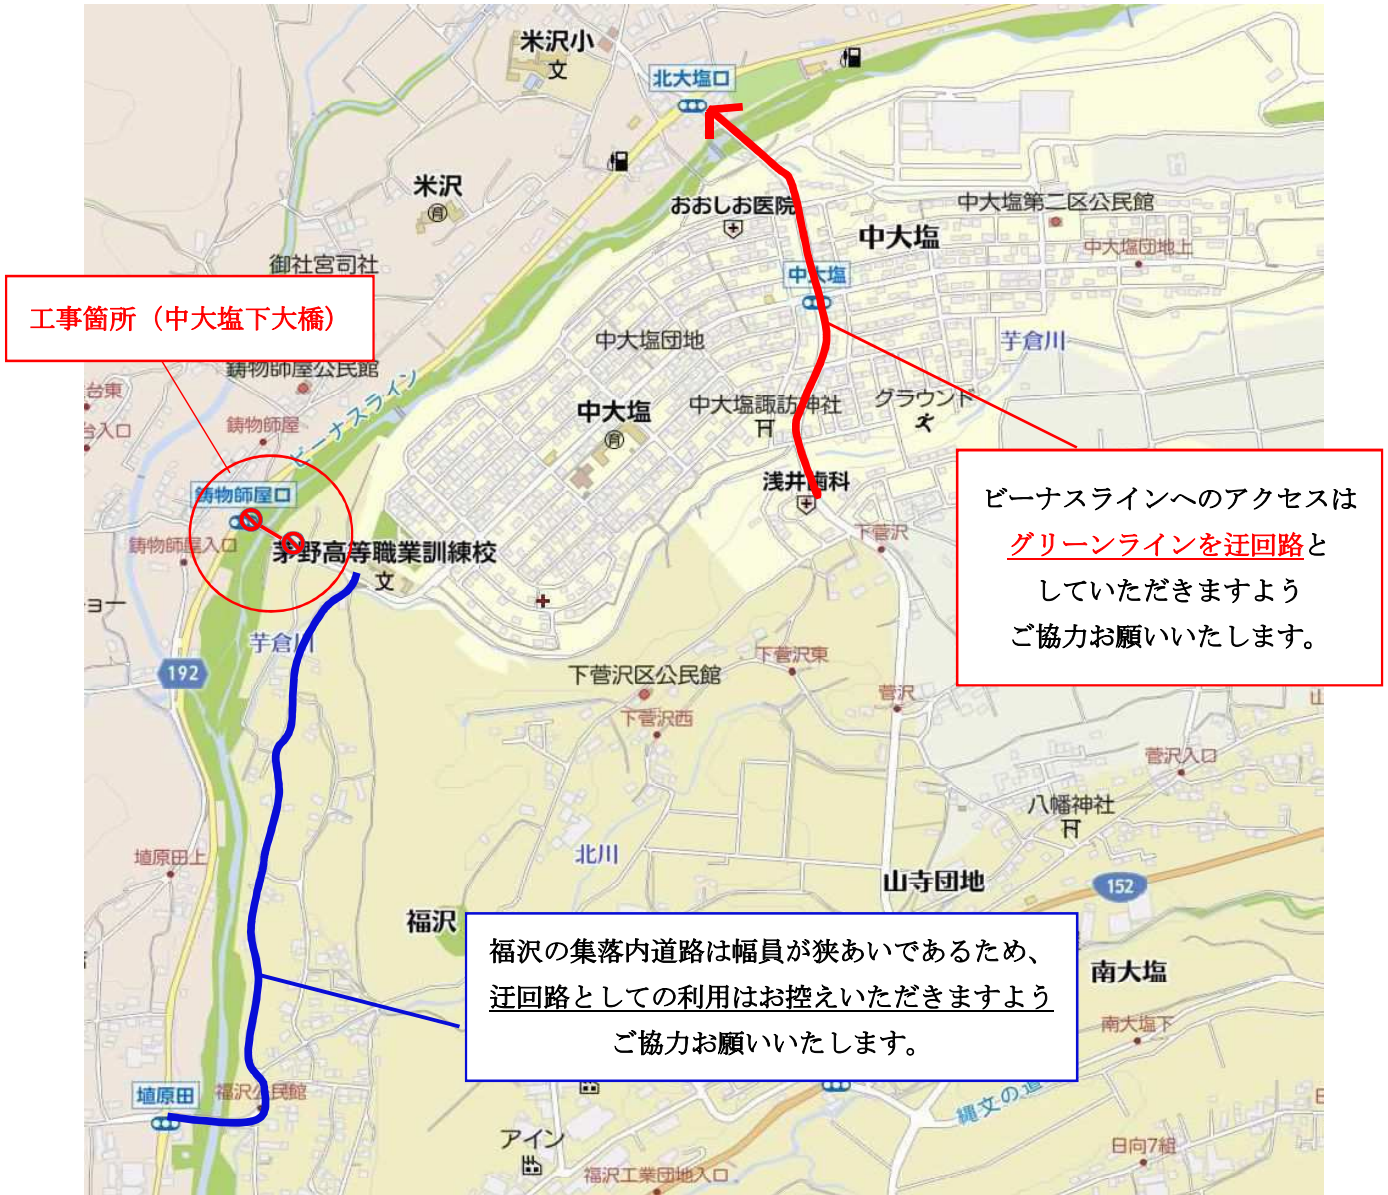 米沢小
文
北大塩口
米沢
おおしお医院
中大塩第二区公民館
中大塩
中大塩団地上
御社宮司社
中大塩
工事箇所（中大塩下大橋）
中大塩団地
芋倉川
鋳物師屋公民館
ビーナスライン
台東
中大塩
中大塩諏訪神社
グラウンド
台入口
鋳物師屋
浅井歯科
鋳物師屋口
ビーナスラインへのアクセスは
グリーンラインを迂回路と
していただきますよう
ご協力お願いいたします。
下菅沢
鋳物師屋入口
茅野高等職業訓練校
文
ョー
芋倉川
下菅沢東
192
下菅沢区公民館
菅沢
山
下菅沢西
菅沢入口
八幡神社
埴原田上
北川
山寺団地
152
福沢
福沢の集落内道路は幅員が狭あいであるため、
迂回路としての利用はお控えいただきますよう
ご協力お願いいたします。
南大塩
南大塩下
埴原田
福沢公民館
縄文の道
アイン
日向7組
福沢工業団地入口